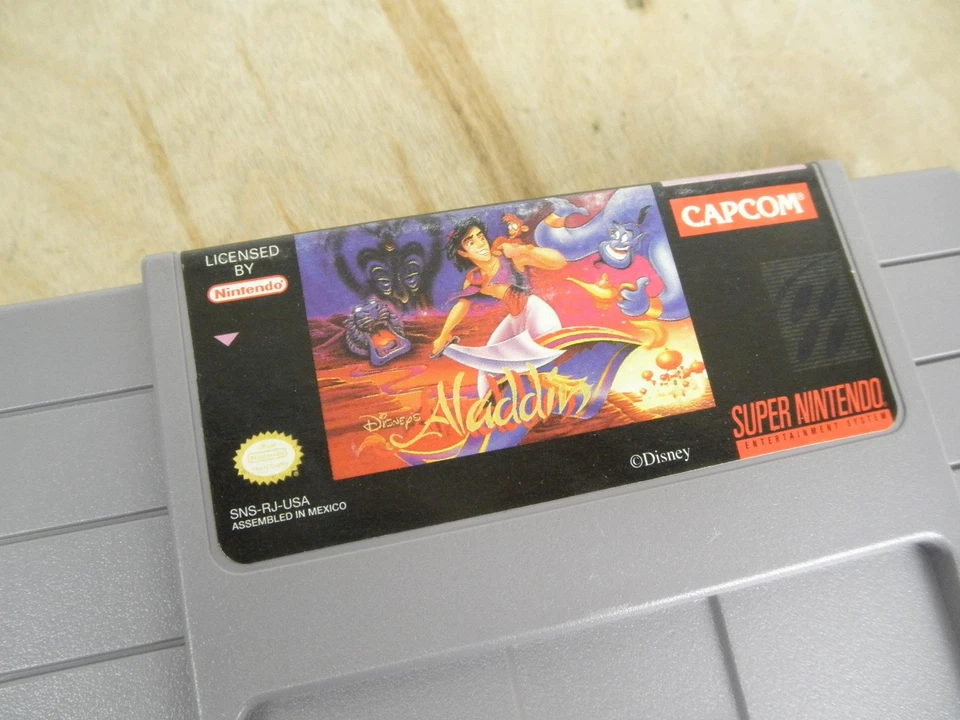 LICENSED
BY
Nintendo
CAPCOM
DISNEY'S Aladdin
SUPER NINTENDO
ENTERTAINMENT SYSTEM
©Disney
SNS-RJ-USA
ASSEMBLED IN MEXICO